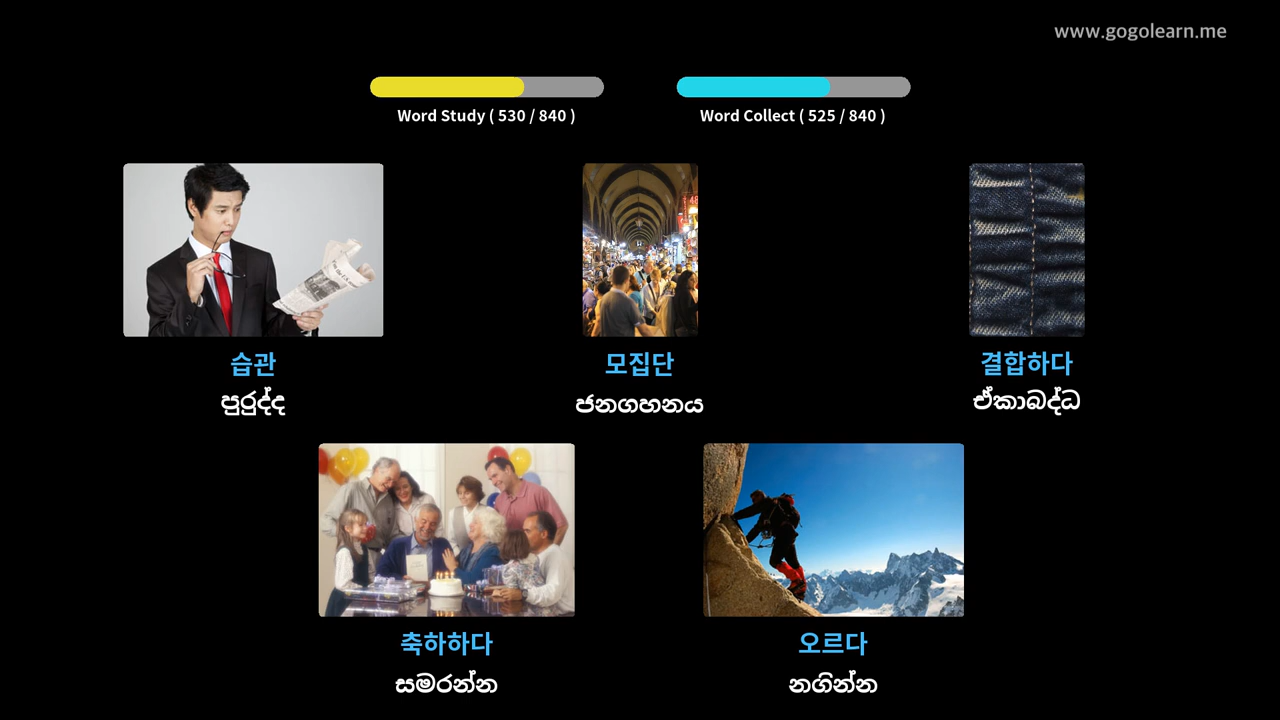 www.gogolearn.me
Word Study ( 530 / 840 )
Word Collect ( 525 / 840 )
습관
පුරුද්ද
모집단
ජනගහනය
결합하다
ඒකාබද්ධ
축하하다
සමරන්න
오르다
නගින්න